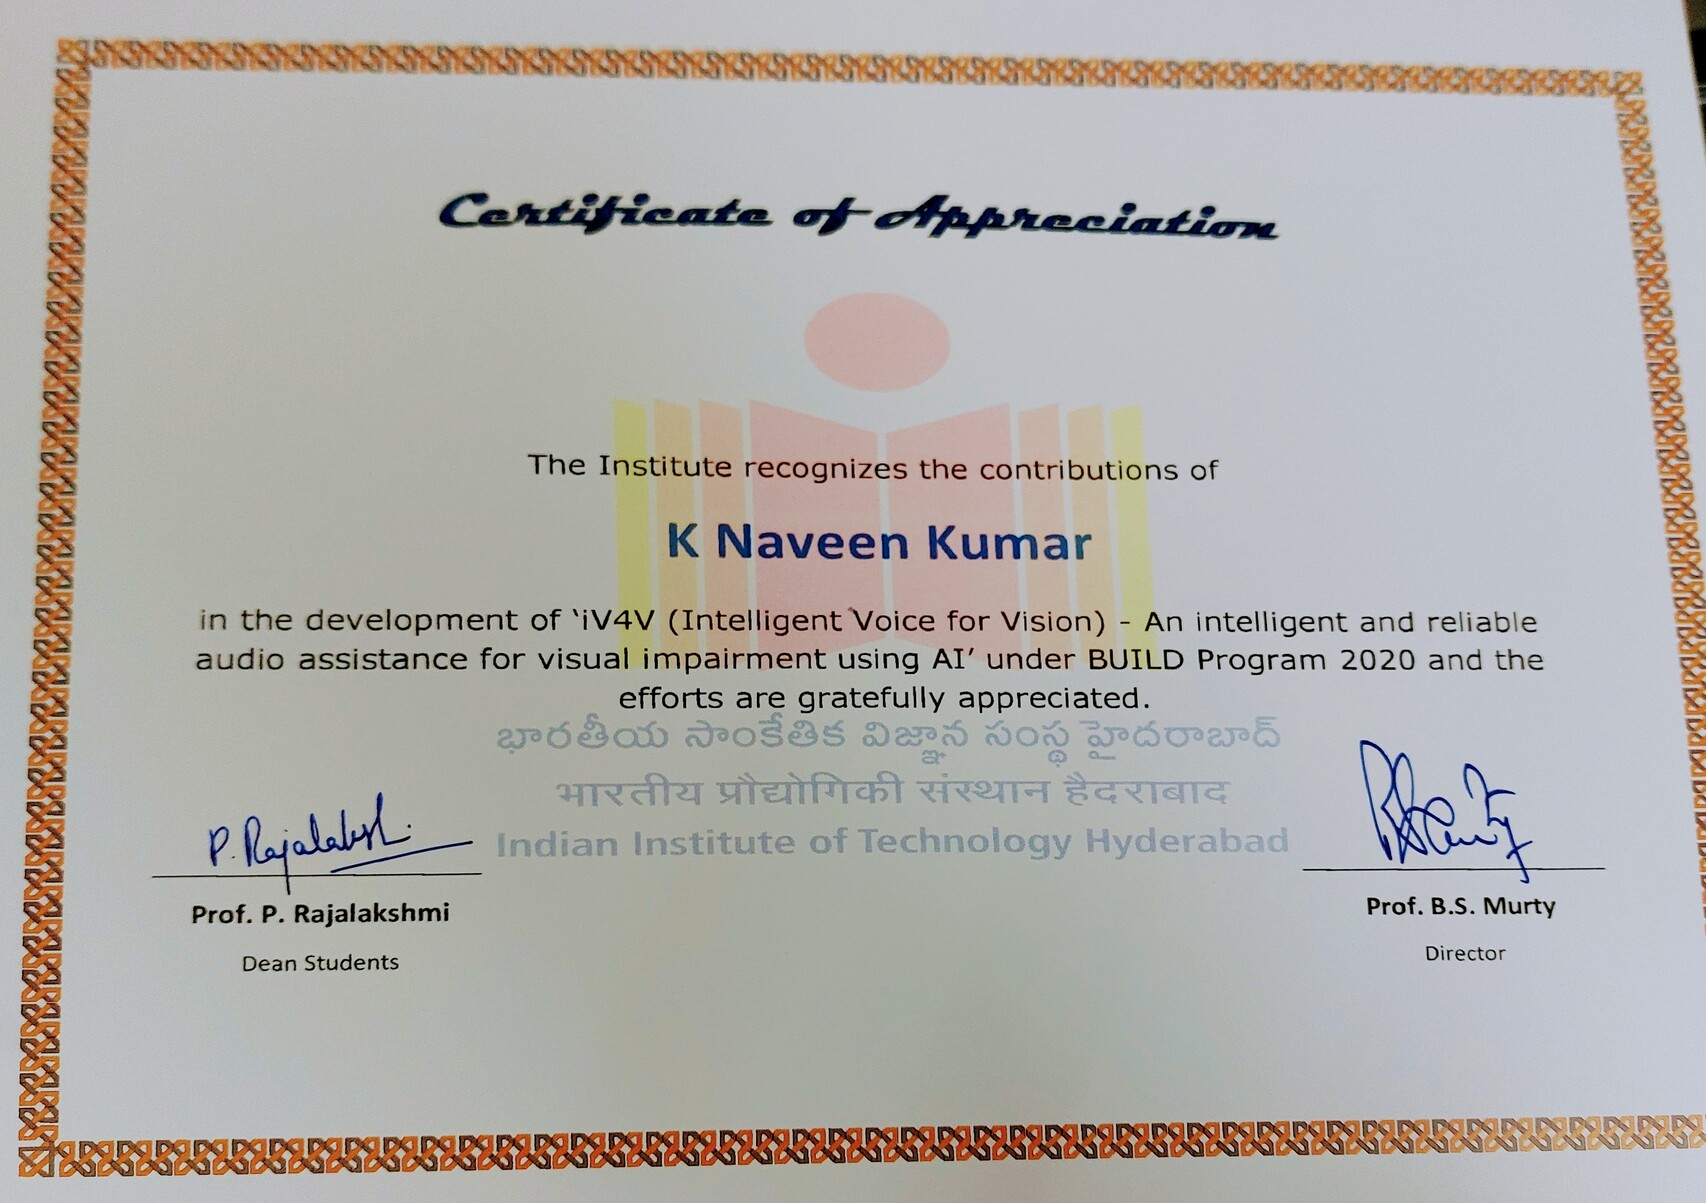 Certificate of Appreciation
The Institute recognizes the contributions of
K Naveen Kumar
in the development of ‘iV4V (Intelligent Voice for Vision) - An intelligent and reliable
audio assistance for visual impairment using AI’ under BUILD Program 2020 and the
efforts are gratefully appreciated.
భారతీయ సాంకేతిక విజ్ఞాన సంస్థ హైదరాబాద్
भारतीय प्रौद्योगिकी संस्थान हैदराबाद
Indian Institute of Technology Hyderabad
P. Rajalakshmi
Prof. P. Rajalakshmi
Dean Students
Prof. B.S. Murty
Director